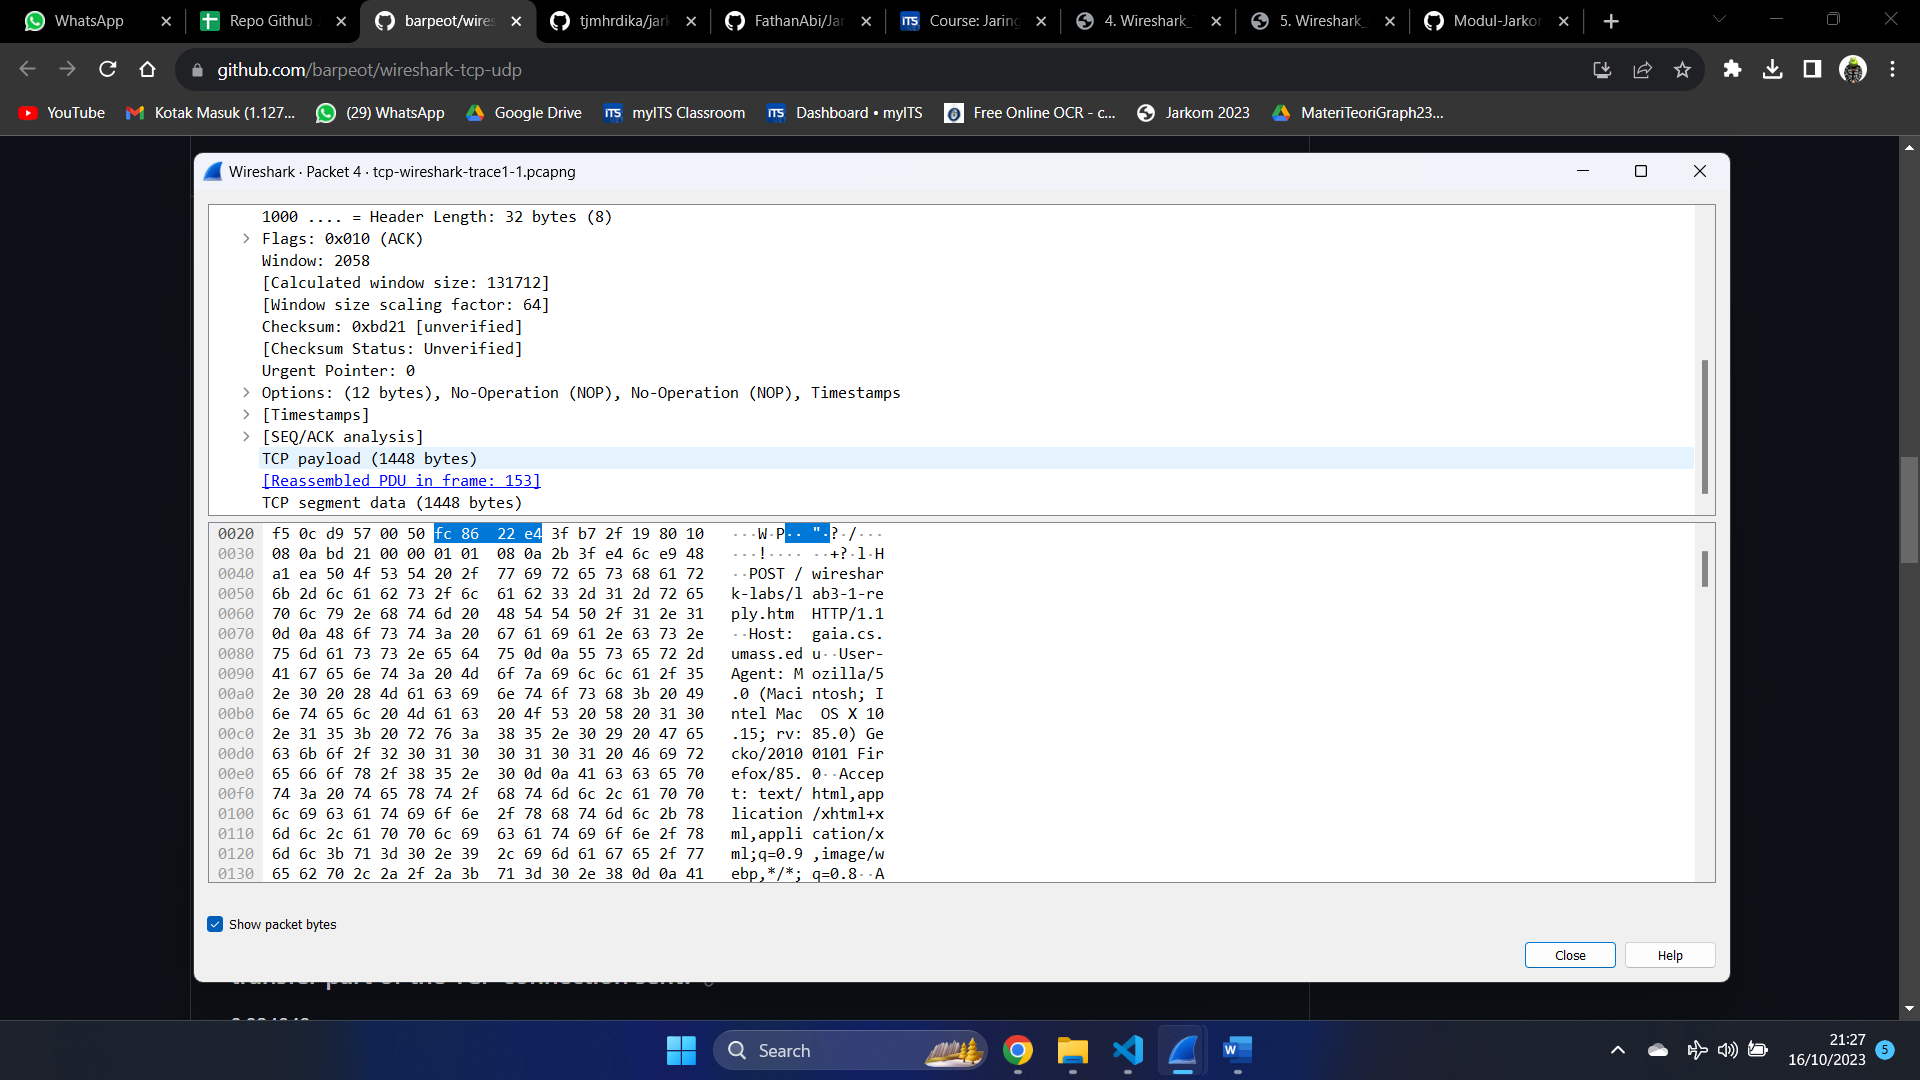 WhatsApp
Repo Github
barpeot/wires
tjmhrdika/jark
FathanAbi/Jar
Course: Jaring
4. Wireshark_
5. Wireshark_
Modul-Jarkor
github.com/barpeot/wireshark-tcp-udp
YouTube
Kotak Masuk (1.127...
(29) WhatsApp
Google Drive
myITS Classroom
Dashboard • myITS
Free Online OCR - c...
Jarkom 2023
MateriTeoriGraph23...
Wireshark · Packet 4 · tcp-wireshark-trace1-1.pcapng
1000 .... = Header Length: 32 bytes (8)
Flags: 0x010 (ACK)
Window: 2058
[Calculated window size: 131712]
[Window size scaling factor: 64]
Checksum: 0xbd21 [unverified]
[Checksum Status: Unverified]
Urgent Pointer: 0
Options: (12 bytes), No-Operation (NOP), No-Operation (NOP), Timestamps
[Timestamps]
[SEQ/ACK analysis]
TCP payload (1448 bytes)
[Reassembled PDU in frame: 153]
TCP segment data (1448 bytes)
0020 f5 0c d9 57 00 50 fc 86 22 e4 3f b7 2f 19 80 10 ···W·P·· "·?·/···
0030 08 0a bd 21 00 00 01 01 08 0a 2b 3f e4 6c e9 48 ···!···· ··+?·l·H
0040 a1 ea 50 4f 53 54 20 2f 77 69 72 65 73 68 61 72 ··POST / wireshar
0050 6b 2d 6c 61 62 73 2f 6c 61 62 33 2d 31 2d 72 65 k-labs/l ab3-1-re
0060 70 6c 79 2e 68 74 6d 20 48 54 54 50 2f 31 2e 31 ply.htm HTTP/1.1
0070 0d 0a 48 6f 73 74 3a 20 67 61 69 61 2e 63 73 2e ··Host: gaia.cs.
0080 75 6d 61 73 73 2e 65 64 75 0d 0a 55 73 65 72 2d umass.ed u··User-
0090 41 67 65 6e 74 3a 20 4d 6f 7a 69 6c 6c 61 2f 35 Agent: M ozilla/5
00a0 2e 30 20 28 4d 61 63 69 6e 74 6f 73 68 3b 20 49 .0 (Maci ntosh; I
00b0 6e 74 65 6c 20 4d 61 63 20 4f 53 20 58 20 31 30 ntel Mac OS X 10
00c0 2e 31 35 3b 20 72 76 3a 38 35 2e 30 29 20 47 65 .15; rv: 85.0) Ge
00d0 63 6b 6f 2f 32 30 31 30 30 31 30 31 20 46 69 72 cko/2010 0101 Fir
00e0 65 66 6f 78 2f 38 35 2e 30 0d 0a 41 63 63 65 70 efox/85. 0··Accep
00f0 74 3a 20 74 65 78 74 2f 68 74 6d 6c 2c 61 70 70 t: text/ html,app
0100 6c 69 63 61 74 69 6f 6e 2f 78 68 74 6d 6c 2b 78 lication /xhtml+x
0110 6d 6c 2c 61 70 70 6c 69 63 61 74 69 6f 6e 2f 78 ml,appli cation/x
0120 6d 6c 3b 71 3d 30 2e 39 2c 69 6d 61 67 65 2f 77 ml;q=0.9 ,image/w
0130 65 62 70 2c 2a 2f 2a 3b 71 3d 30 2e 38 0d 0a 41 ebp,*/*; q=0.8··A
Show packet bytes
Close
Help
Search
21:27
16/10/2023
5